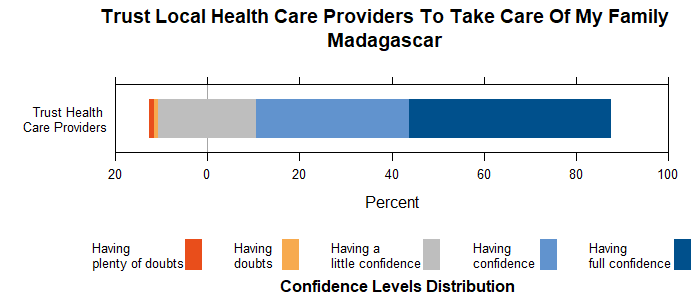 Trust Local Health Care Providers To Take Care Of My Family
Madagascar
Trust Health
Care Providers
20 0 20 40 60 80 100
Percent
Having
plenty of doubts
Having
doubts
Having a
little confidence
Having
confidence
Having
full confidence
Confidence Levels Distribution